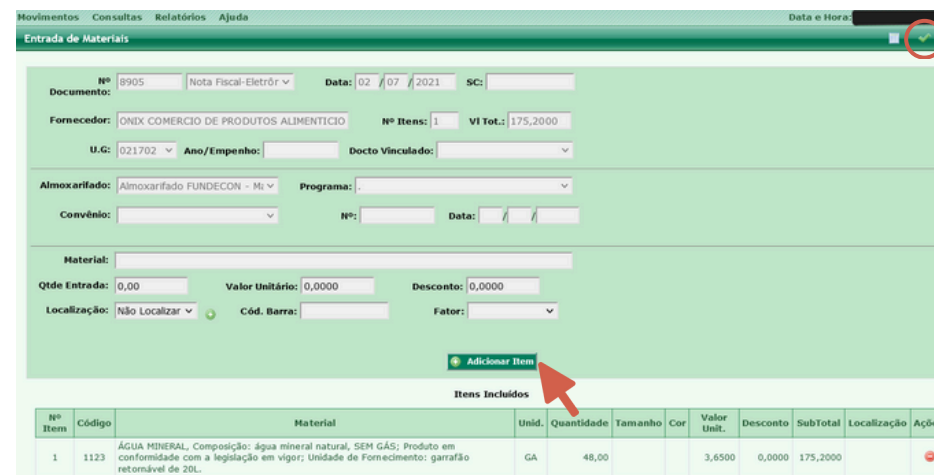 Movimentos Consultas Relatórios Ajuda Data e Hora:
Entrada de Materiais
Nº Documento: 8905 Nota Fiscal-Eletrôr Data: 02 / 07 / 2021 SC:
Fornecedor: ONIX COMERCIO DE PRODUTOS ALIMENTICIO Nº Itens: 1 Vl Tot.: 175,2000
U.G: 021702 Ano/Empenho: Docto Vinculado:
Almoxarifado: Almoxarifado FUNDECON - Ma Programa: .
Convênio: Nº: Data: / /
Material:
Qtde Entrada: 0,00 Valor Unitário: 0,0000 Desconto: 0,0000
Localização: Não Localizar Cód. Barra: Fator:
Adicionar Item
Itens Incluídos
Nº Item Código Material Unid. Quantidade Tamanho Cor Valor Unit. Desconto SubTotal Localização Açõe
1 1123 ÁGUA MINERAL, Composição: água mineral natural, SEM GÁS; Produto em
conformidade com a legislação em vigor; Unidade de Fornecimento: garrafão
retornável de 20L. GA 48,00 3,6500 0,0000 175,2000